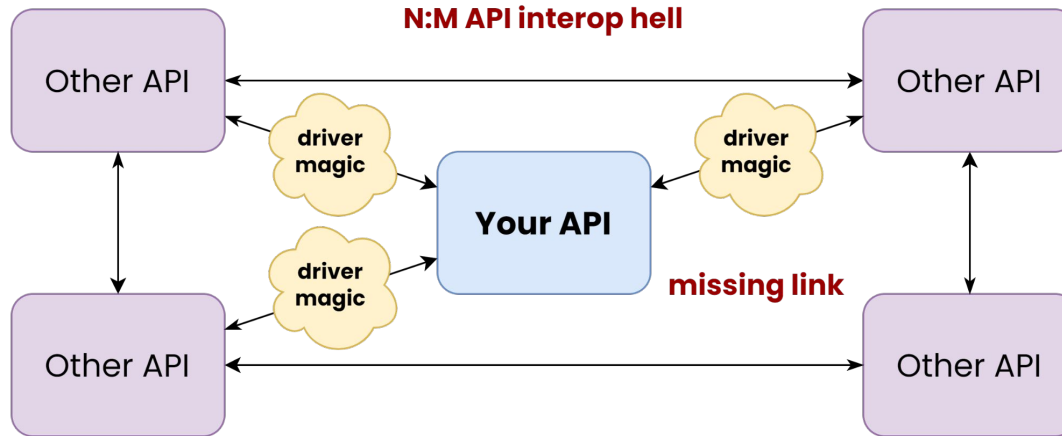 N:M API interop hell
Other API
Other API
driver
magic
driver
magic
Your API
driver
magic
missing link
Other API
Other API